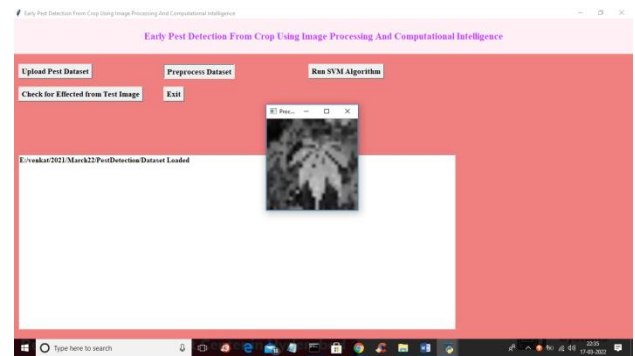 Early Pest Detection From Crop Using Image Processing And Computational Intelligence
Early Pest Detection From Crop Using Image Processing And Computational Intelligence
Upload Pest Dataset
Preprocess Dataset
Run SVM Algorithm
Check for Effected from Test Image
Exit
Proc...
E:/venkat/2021/March22/PestDetection/Dataset Loaded
Type here to search
22:35
17-03-2022